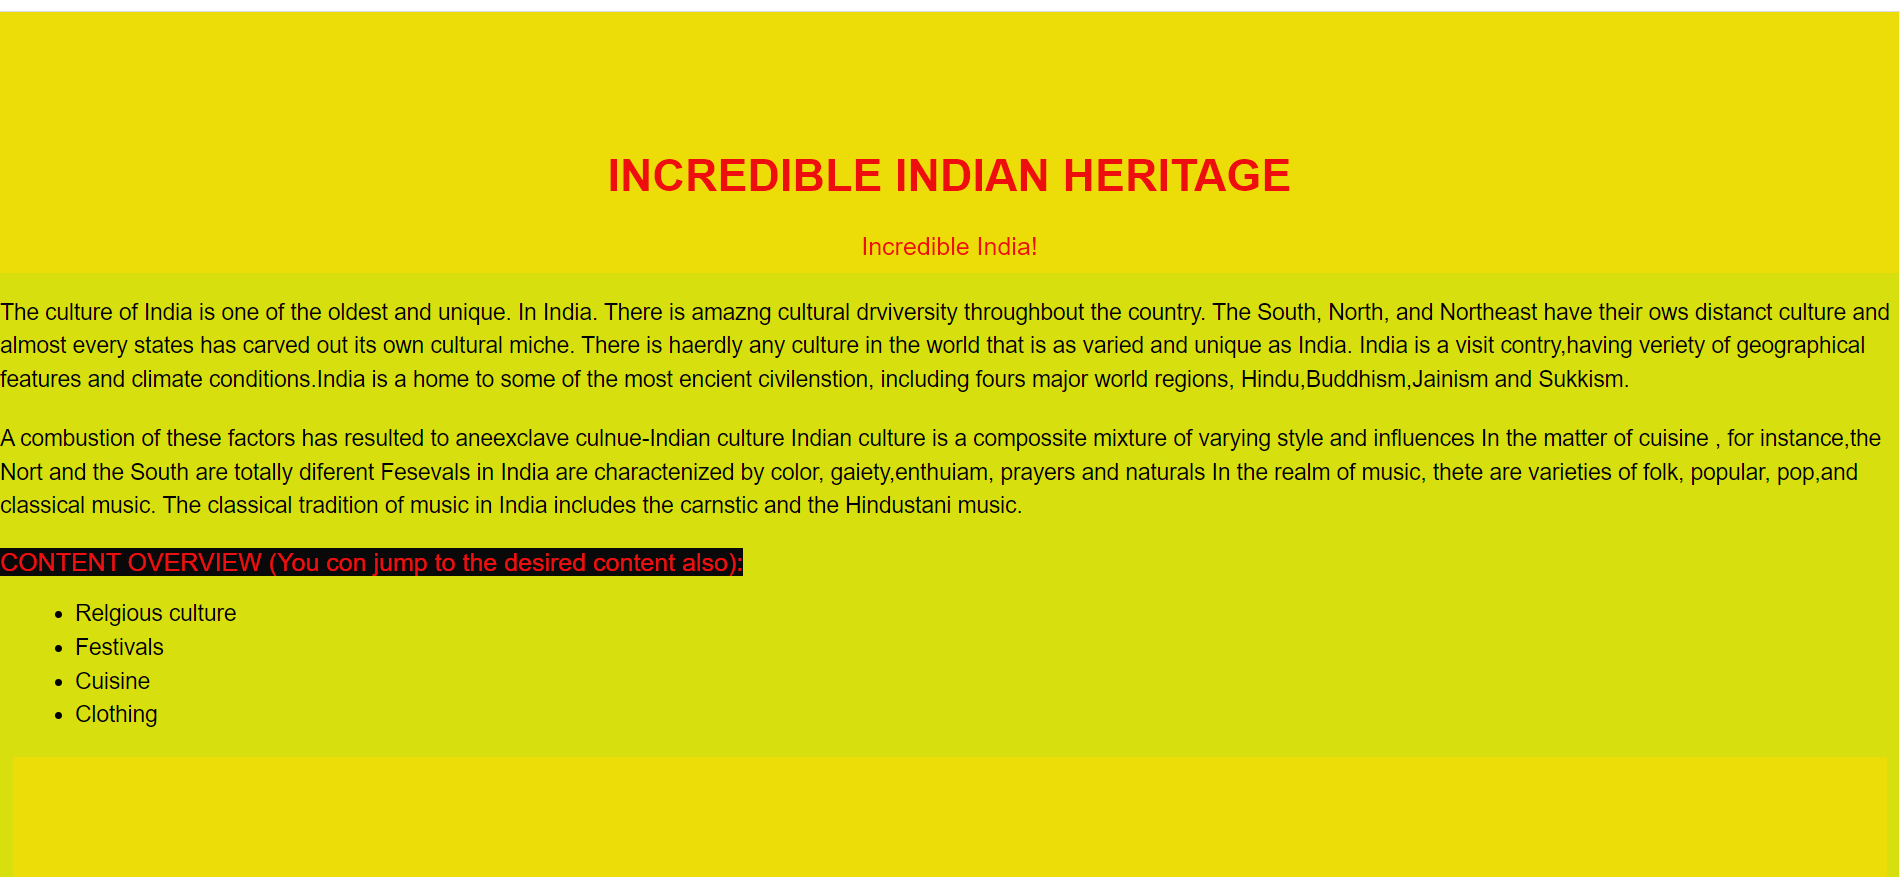 INCREDIBLE INDIAN HERITAGE
Incredible India!
The culture of India is one of the oldest and unique. In India. There is amazng cultural drviversity throughbout the country. The South, North, and Northeast have their ows distanct culture and
almost every states has carved out its own cultural miche. There is haerdly any culture in the world that is as varied and unique as India. India is a visit contry,having veriety of geographical
features and climate conditions.India is a home to some of the most encient civilenstion, including fours major world regions, Hindu,Buddhism,Jainism and Sukkism.
A combustion of these factors has resulted to aneexclave culnue-Indian culture Indian culture is a compossite mixture of varying style and influences In the matter of cuisine , for instance,the
Nort and the South are totally diferent Fesevals in India are charactenized by color, gaiety,enthuiam, prayers and naturals In the realm of music, thete are varieties of folk, popular, pop,and
classical music. The classical tradition of music in India includes the carnstic and the Hindustani music.
CONTENT OVERVIEW (You con jump to the desired content also):
• Relgious culture
• Festivals
• Cuisine
• Clothing